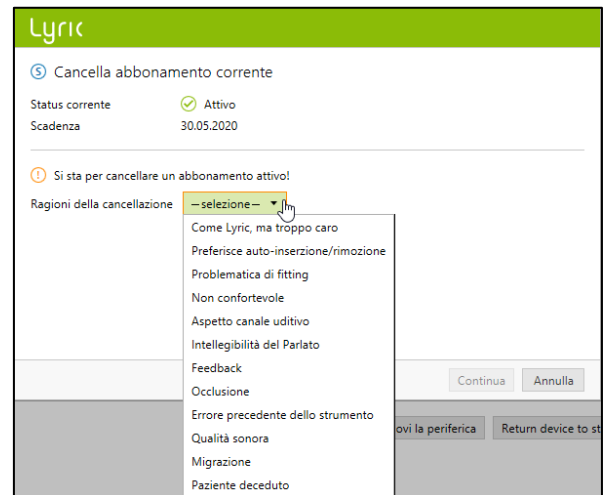 Lyric
S Cancella abbonamento corrente
Status corrente Attivo
Scadenza 30.05.2020
! Si sta per cancellare un abbonamento attivo!
Ragioni della cancellazione —selezione—
Come Lyric, ma troppo caro
Preferisce auto-inserzione/rimozione
Problematica di fitting
Non confortevole
Aspetto canale uditivo
Intellegibilità del Parlato
Feedback
Occlusione
Errore precedente dello strumento
Qualità sonora
Migrazione
Paziente deceduto
Continua Annulla
ovi la periferica Return device to st